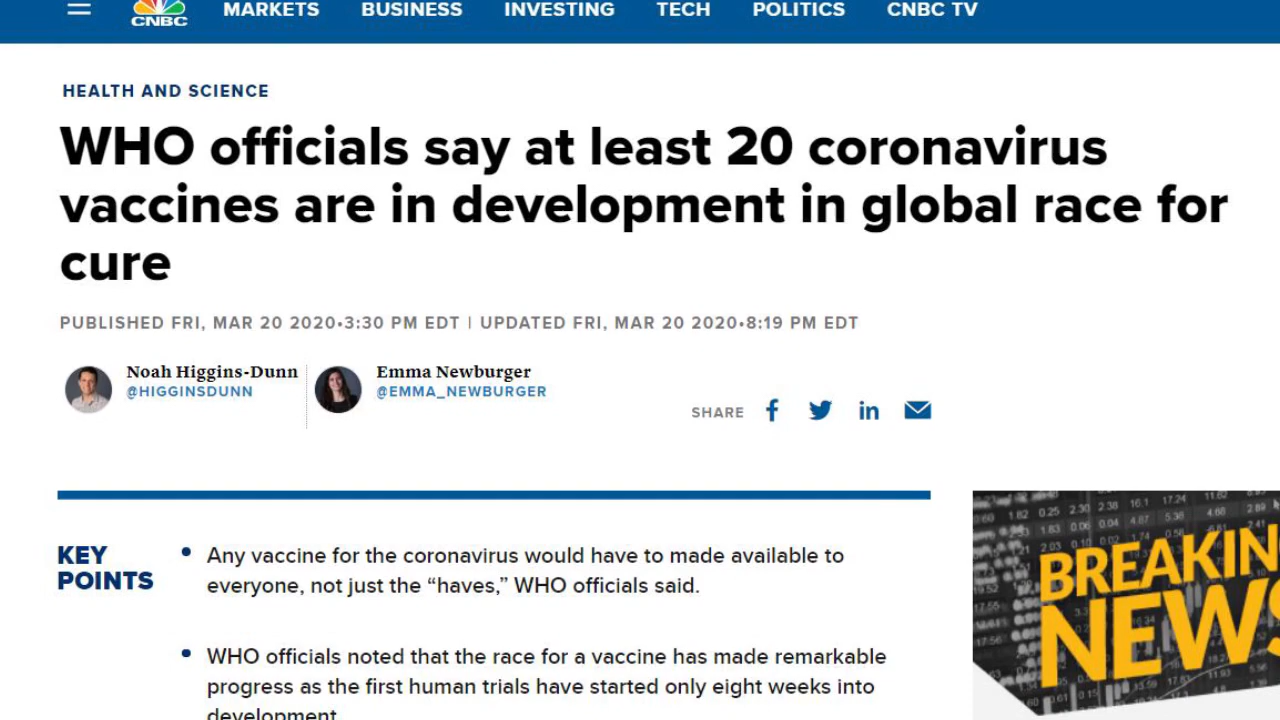 CNBC
MARKETS BUSINESS INVESTING TECH POLITICS CNBC TV
HEALTH AND SCIENCE
WHO officials say at least 20 coronavirus
vaccines are in development in global race for
cure
PUBLISHED FRI, MAR 20 2020•3:30 PM EDT | UPDATED FRI, MAR 20 2020•8:19 PM EDT
Noah Higgins-Dunn
@HIGGINSDUNN
Emma Newburger
@EMMA_NEWBURGER
SHARE
KEY
POINTS
• Any vaccine for the coronavirus would have to made available to
everyone, not just the “haves,” WHO officials said.
• WHO officials noted that the race for a vaccine has made remarkable
progress as the first human trials have started only eight weeks into
development
BREAKIN
NEWS